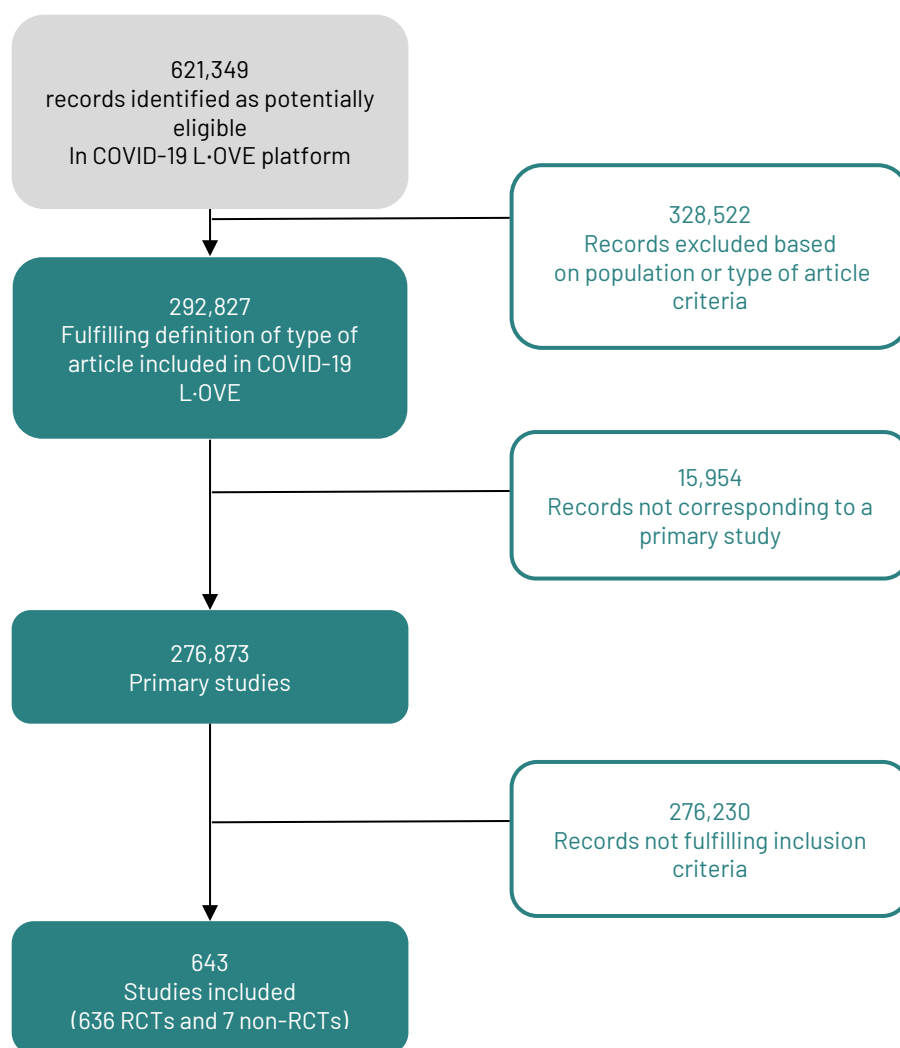 621,349
records identified as potentially
eligible
In COVID-19 L·OVE platform
328,522
Records excluded based
on population or type of article
criteria
292,827
Fulfilling definition of type of
article included in COVID-19
L·OVE
15,954
Records not corresponding to a
primary study
276,873
Primary studies
276,230
Records not fulfilling inclusion
criteria
643
Studies included
(636 RCTs and 7 non-RCTs)